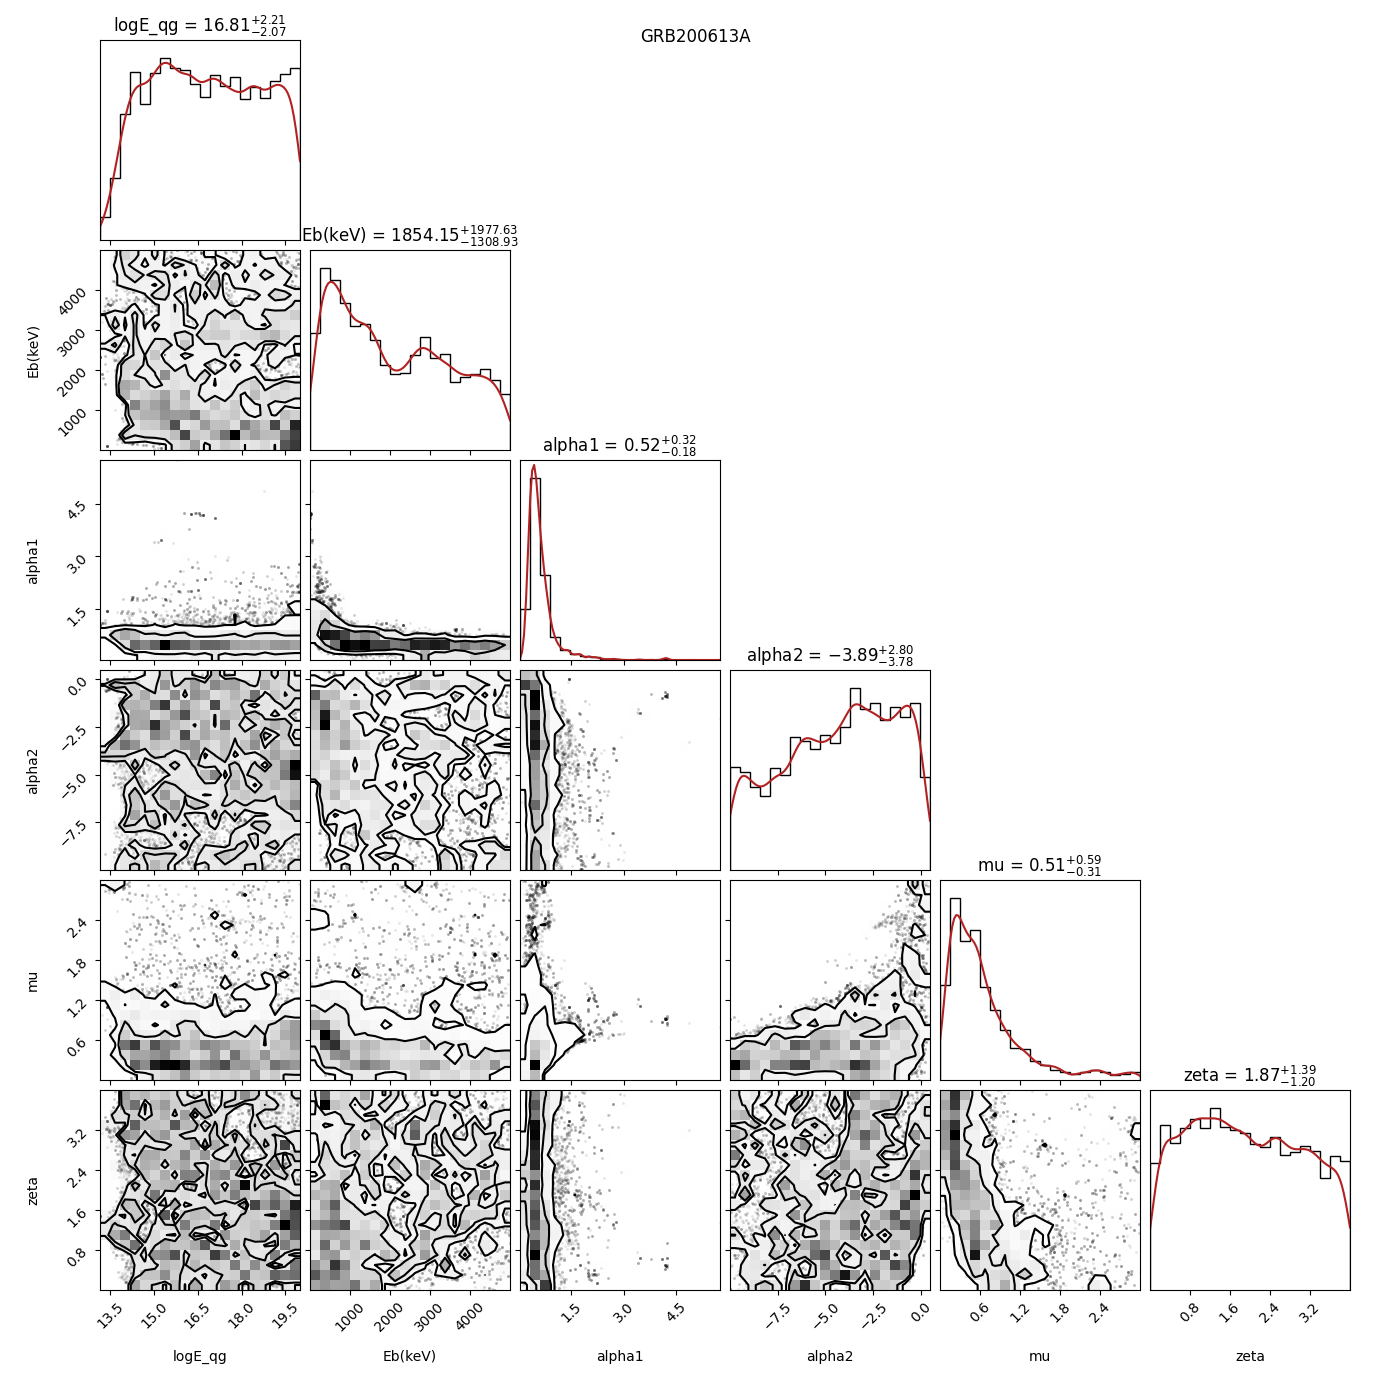 logE_qg = 16.81+2.21−2.07
GRB200613A
Eb(keV) = 1854.15+1977.63−1308.93
4000
3000
2000
1000
Eb(keV)
alpha1 = 0.52+0.32−0.18
4.5
3.0
1.5
alpha1
alpha2 = −3.89+2.80−3.78
0.0
−2.5
−5.0
−7.5
alpha2
mu = 0.51+0.59−0.31
2.4
1.8
1.2
0.6
mu
zeta = 1.87+1.39−1.20
3.2
2.4
1.6
0.8
zeta
13.5 15.0 16.5 18.0 19.5 1000 2000 3000 4000 1.5 3.0 4.5 −7.5 −5.0 −2.5 0.0 0.6 1.2 1.8 2.4 0.8 1.6 2.4 3.2
logE_qg Eb(keV) alpha1 alpha2 mu zeta